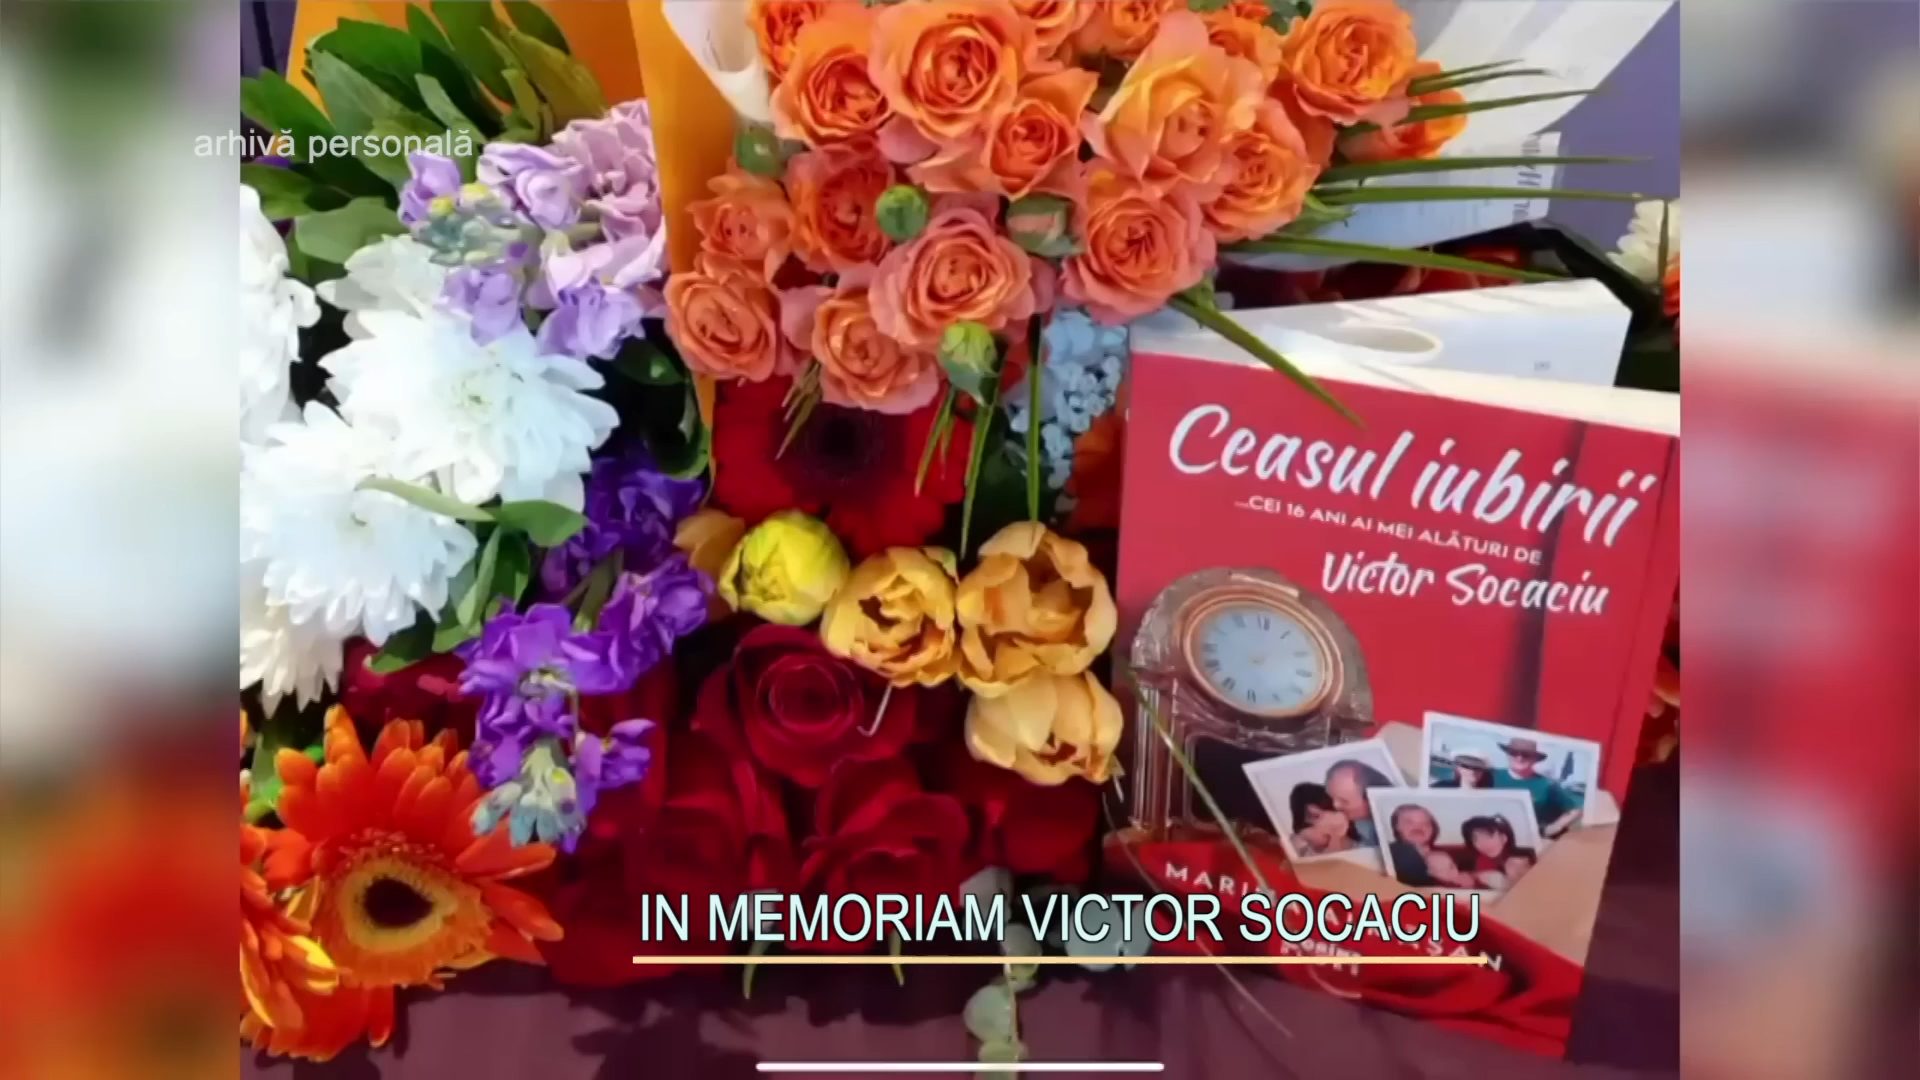 arhivă personală
Ceasul iubirii
...CEI 16 ANI AI MEI ALĂTURI DE
Victor Socaciu
IN MEMORIAM VICTOR SOCACIU